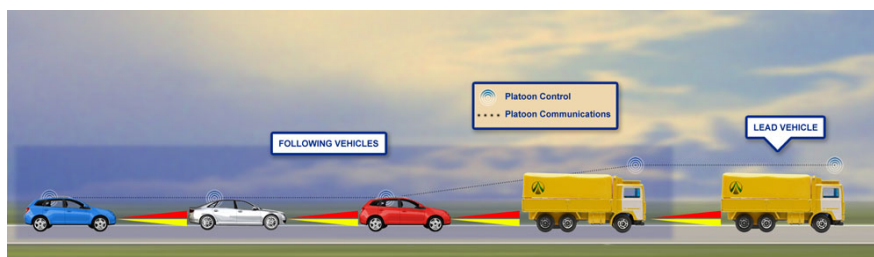 Platoon Control
Platoon Communications
LEAD VEHICLE
FOLLOWING VEHICLES